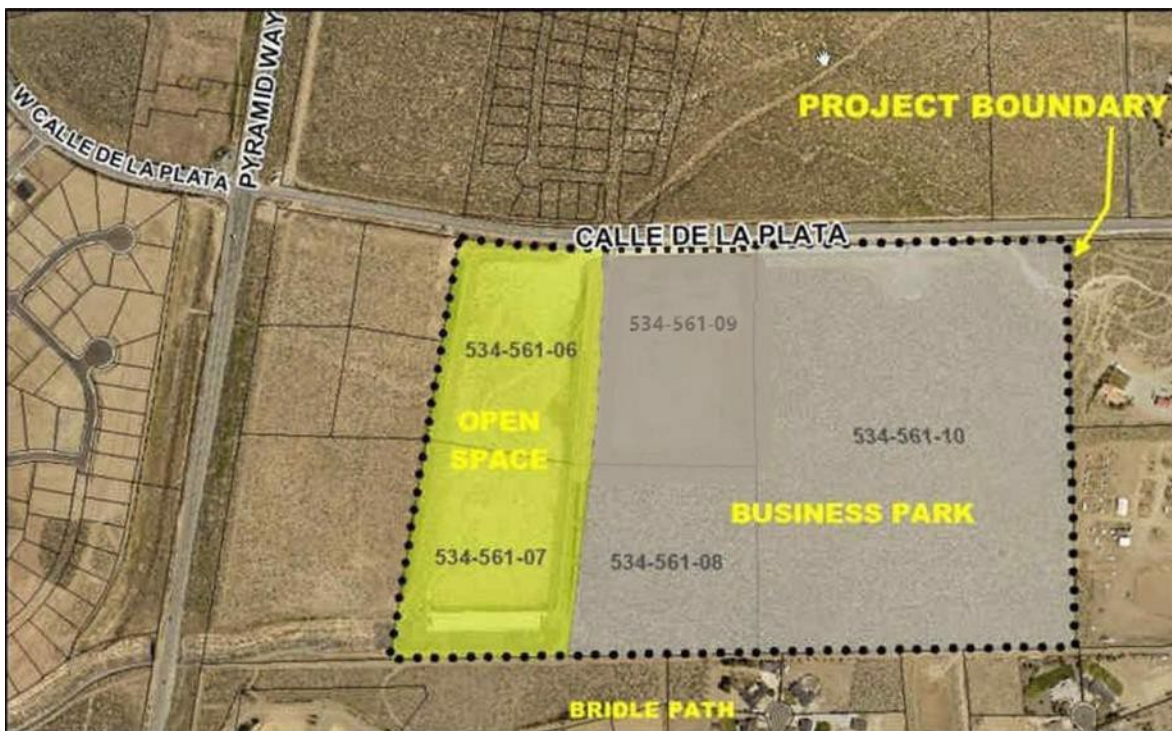 PYRAMID WAY
W CALLE DE LA PLATA
PROJECT BOUNDARY
CALLE DE LA PLATA
534-561-09
534-561-06
OPEN
SPACE
534-561-10
BUSINESS PARK
534-561-07
534-561-08
BRIDLE PATH